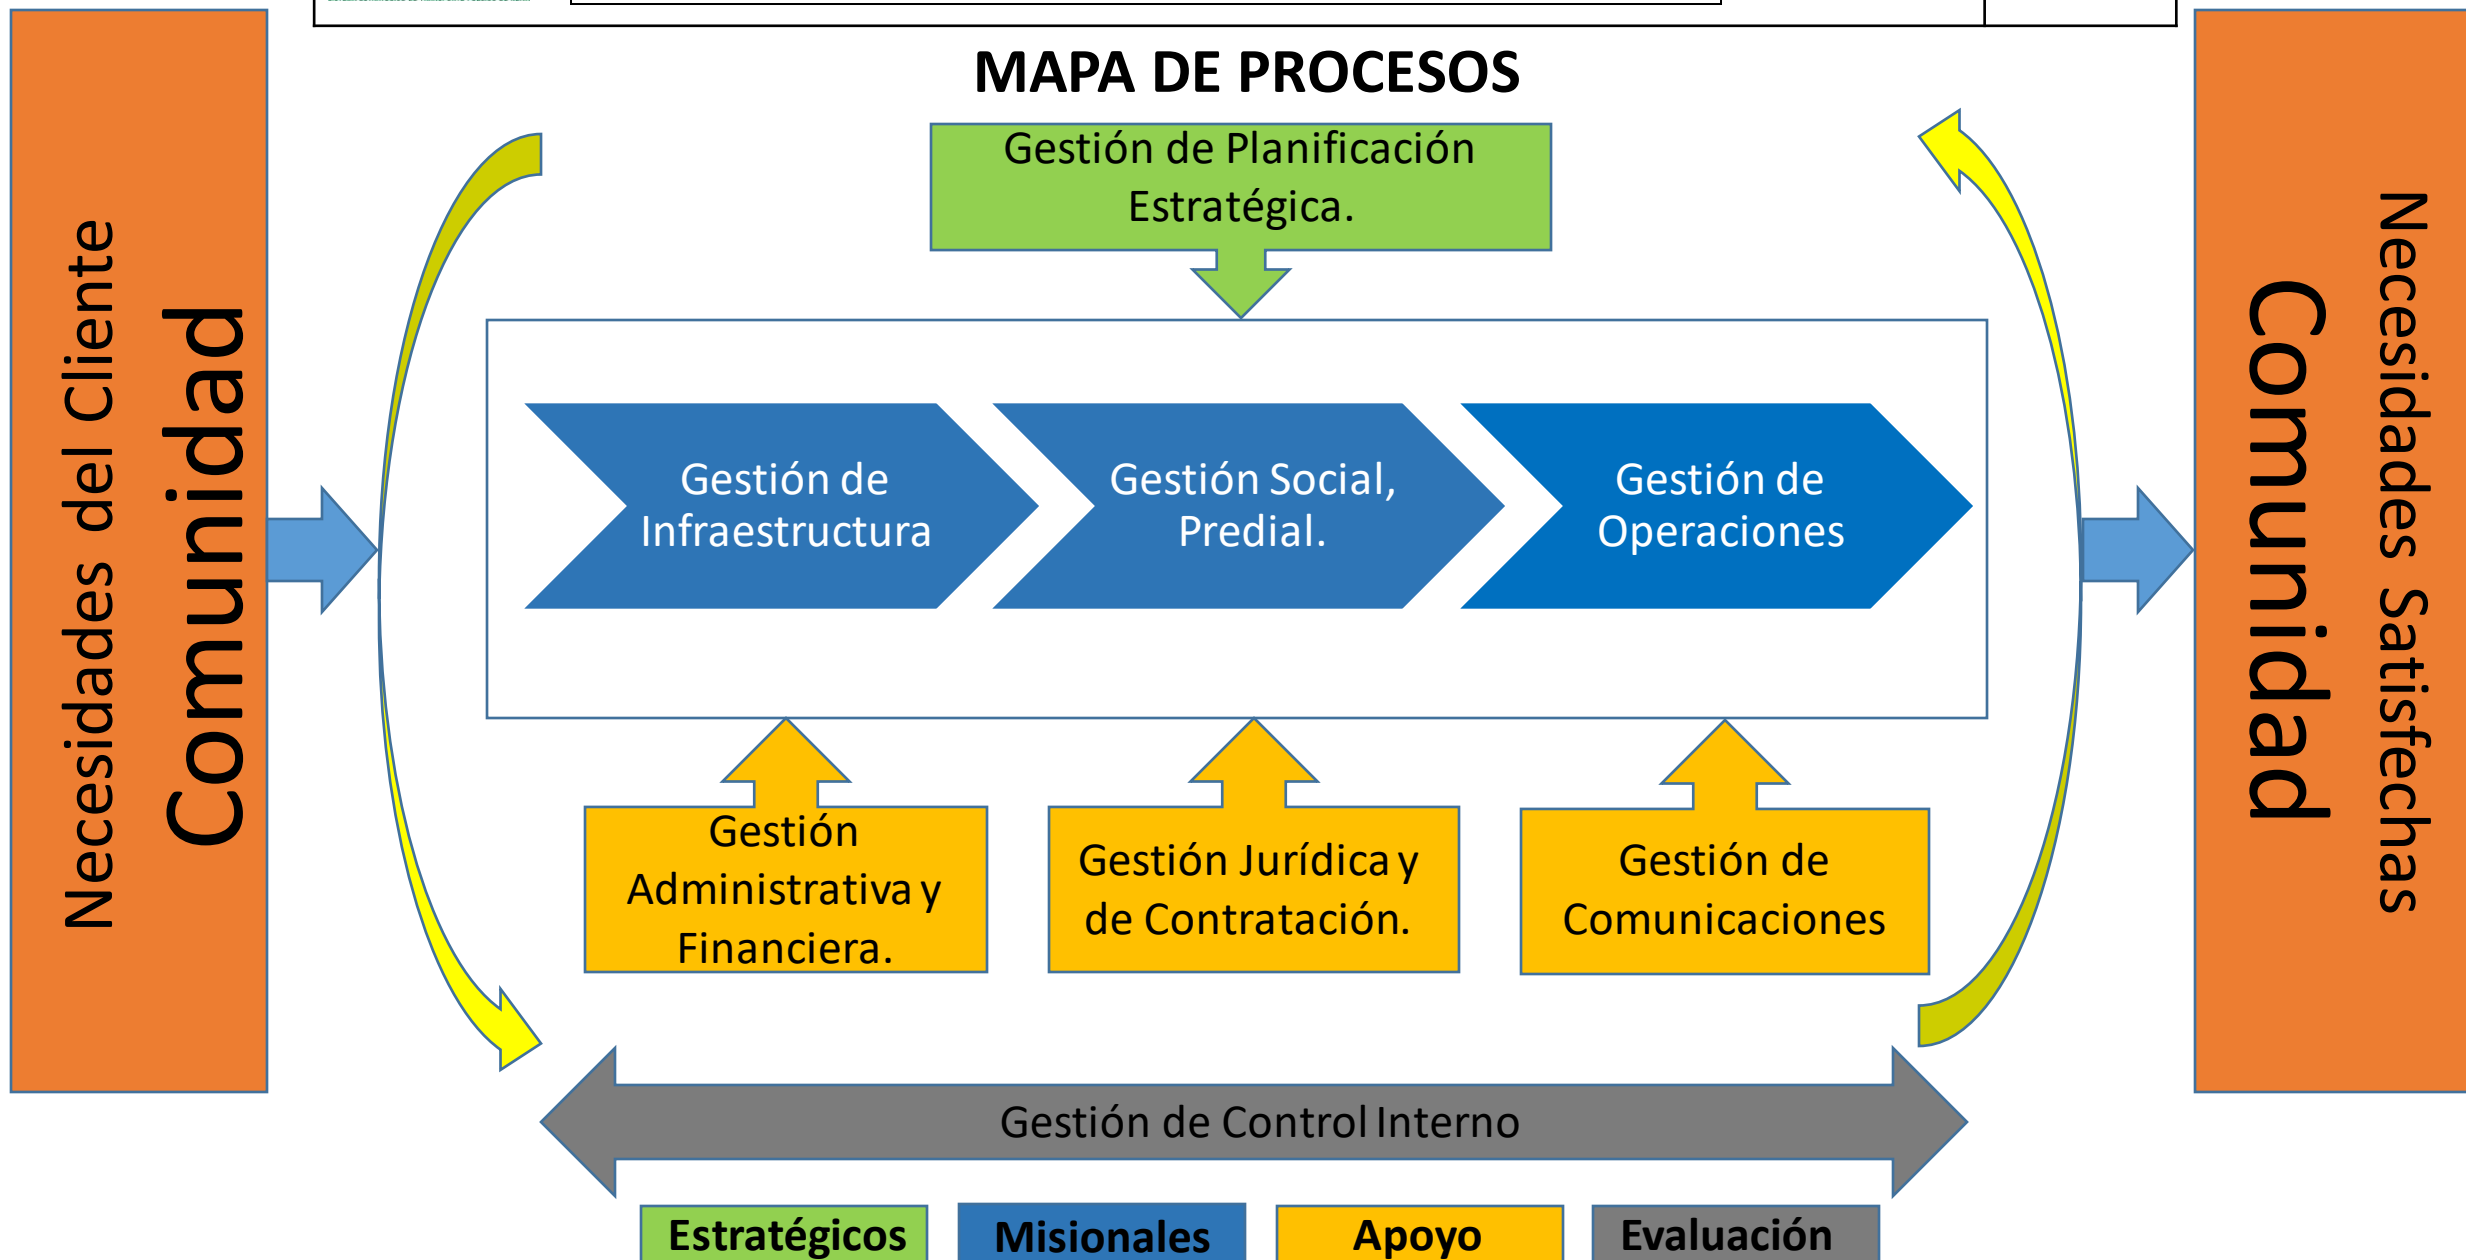 MAPA DE PROCESOS
Necesidades del Cliente
Comunidad
Gestión de Planificación
Estratégica.
Gestión de
Infraestructura
Gestión Social,
Predial.
Gestión de
Operaciones
Gestión
Administrativa y
Financiera.
Gestión Jurídica y
de Contratación.
Gestión de
Comunicaciones
Necesidades Satisfechas
Comunidad
Gestión de Control Interno
Estratégicos
Misionales
Apoyo
Evaluación